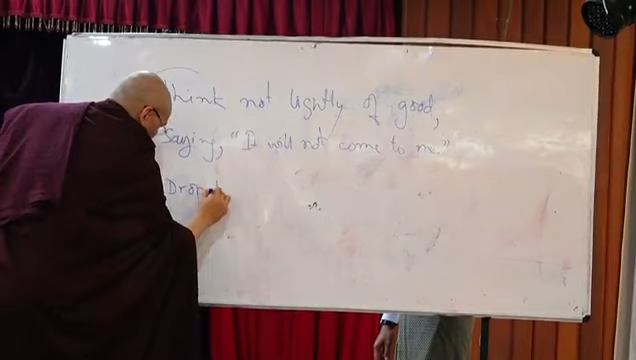 Think not lightly of good,
Saying, "It will not come to me."
Drop